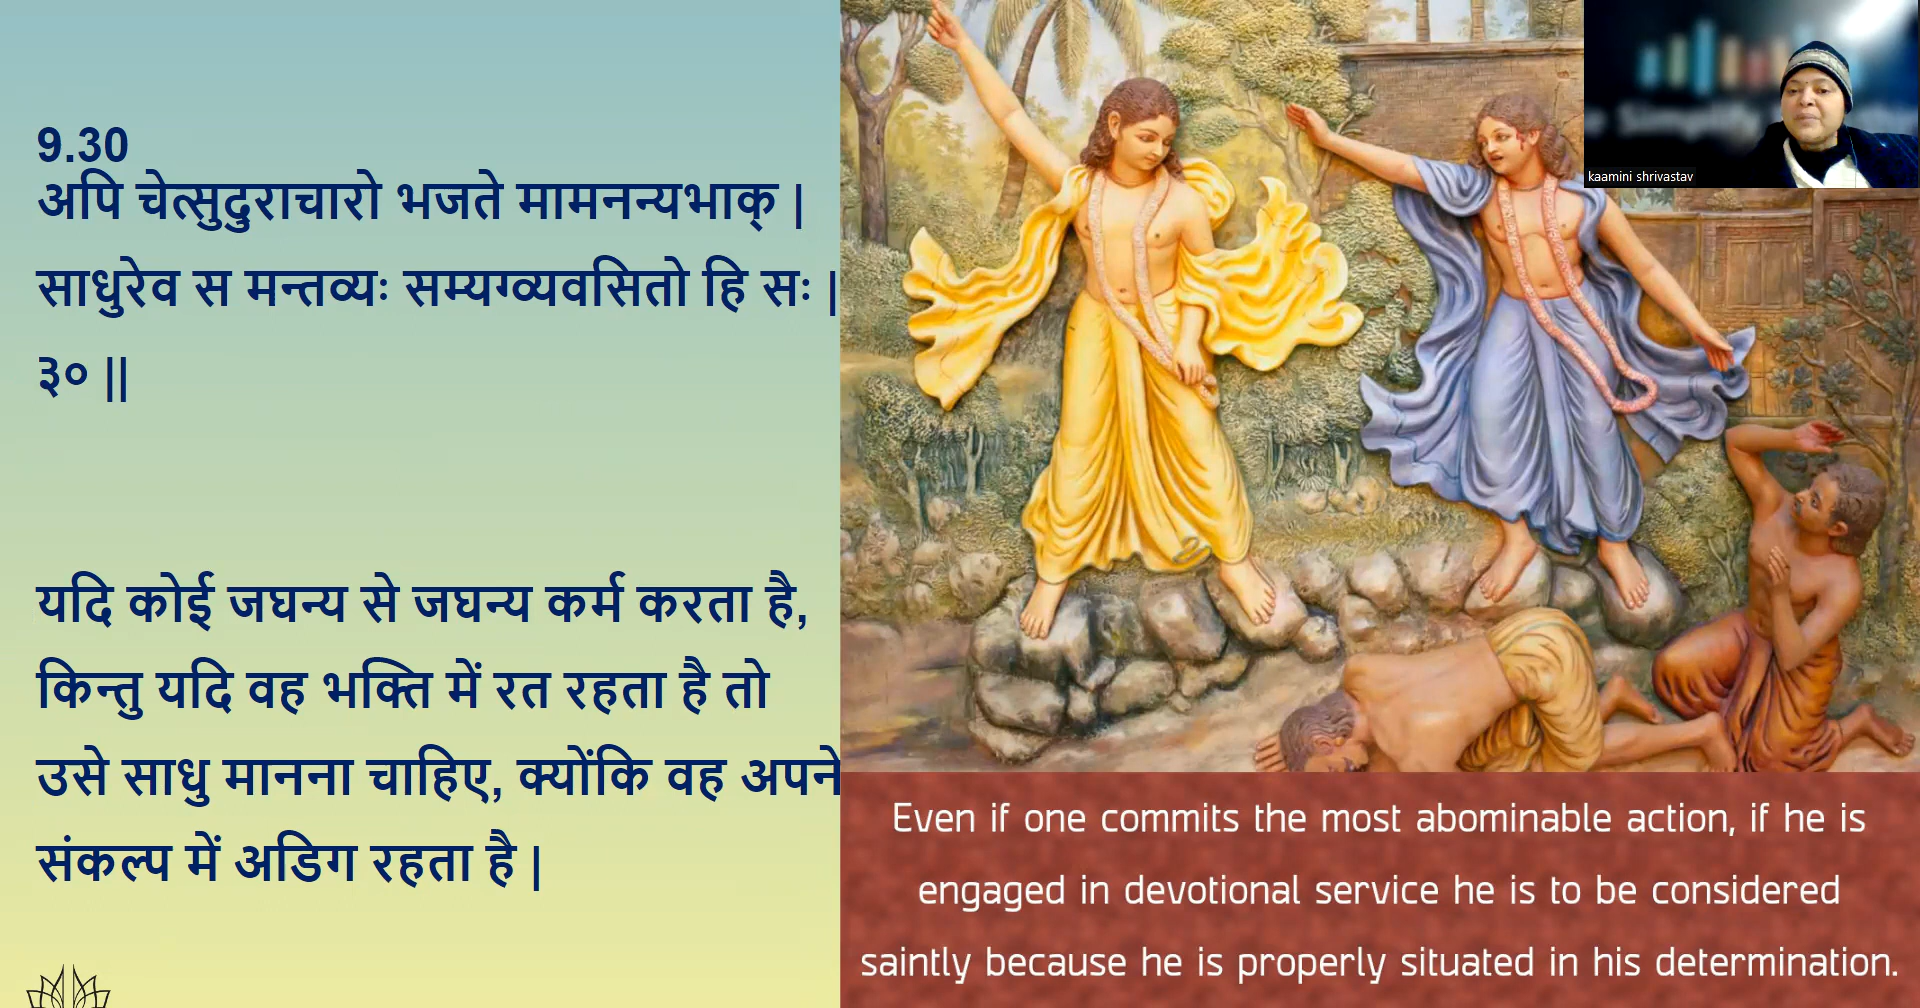 9.30
अपि चेत्सुदुराचारो भजते मामनन्यभाक् |
साधुरेव स मन्तव्यः सम्यग्व्यवसितो हि सः |
३० ||
यदि कोई जघन्य से जघन्य कर्म करता है,
किन्तु यदि वह भक्ति में रत रहता है तो
उसे साधु मानना चाहिए, क्योंकि वह अपने
संकल्प में अडिग रहता है |
kaamini shrivastav
Even if one commits the most abominable action, if he is
engaged in devotional service he is to be considered
saintly because he is properly situated in his determination.